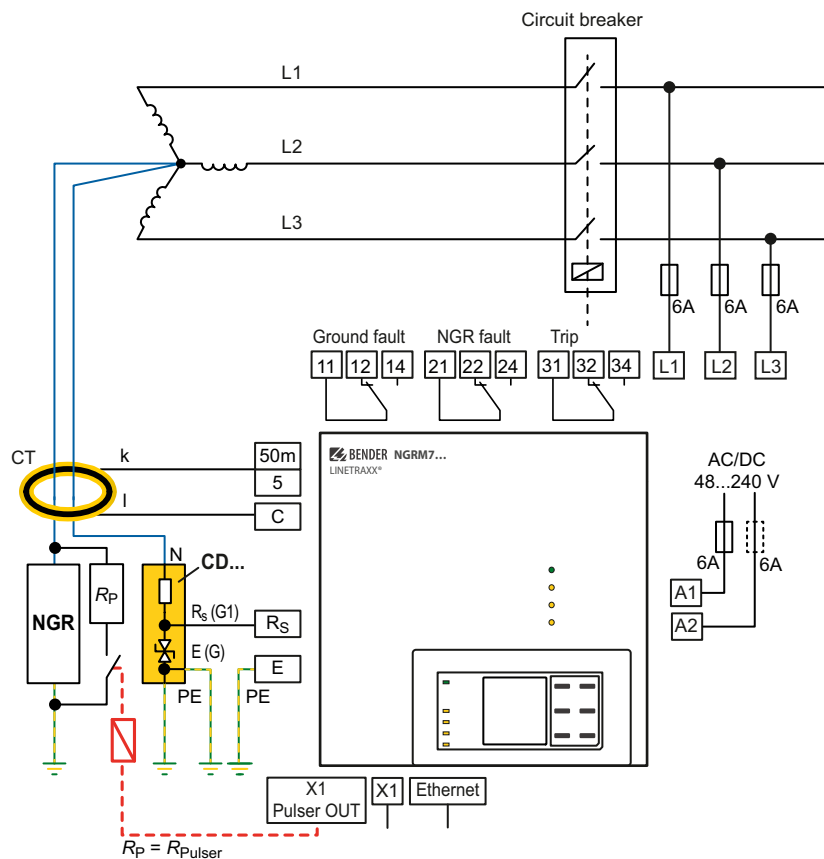 Circuit breaker
L1
L2
L3
6A
6A
6A
Ground fault
NGR fault
Trip
11
12
14
21
22
24
31
32
34
L1
L2
L3
CT
k
50m
5
l
C
BENDER NGRM7...
LINETRAXX®
AC/DC
48...240 V
6A
6A
A1
A2
N
CD...
NGR
RP
Rs (G1)
RS
E (G)
E
PE
PE
X1
Pulser OUT
X1
Ethernet
RP = RPulser